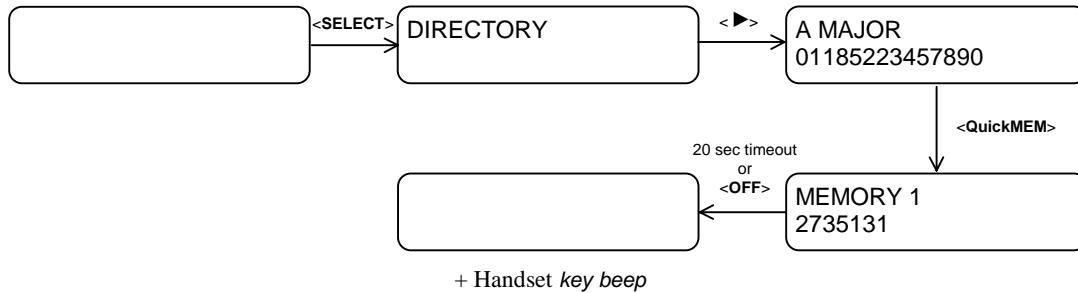 <SELECT>
DIRECTORY
< ▶>
A MAJOR
01185223457890
<QuickMEM>
20 sec timeout
or
<OFF>
MEMORY 1
2735131
+ Handset key beep